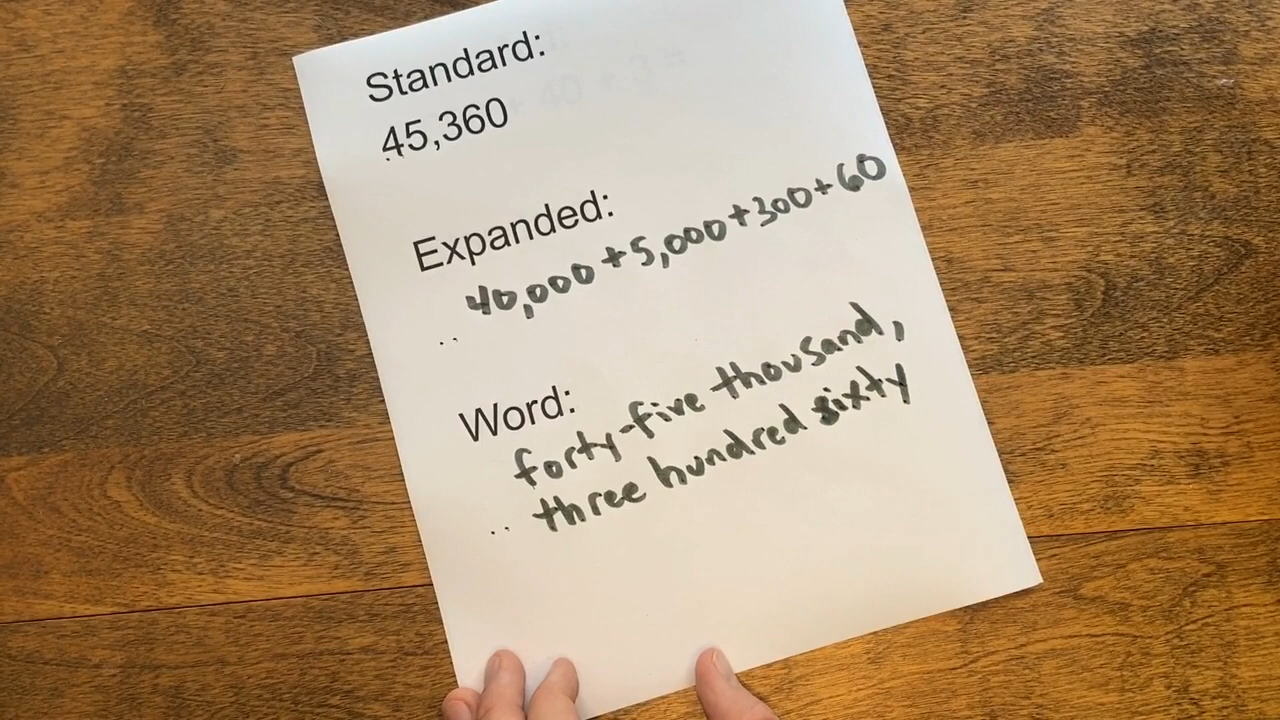 Standard:
45,360
Expanded:
40,000+5,000+300+60
Word:
forty-five thousand,
three hundred sixty